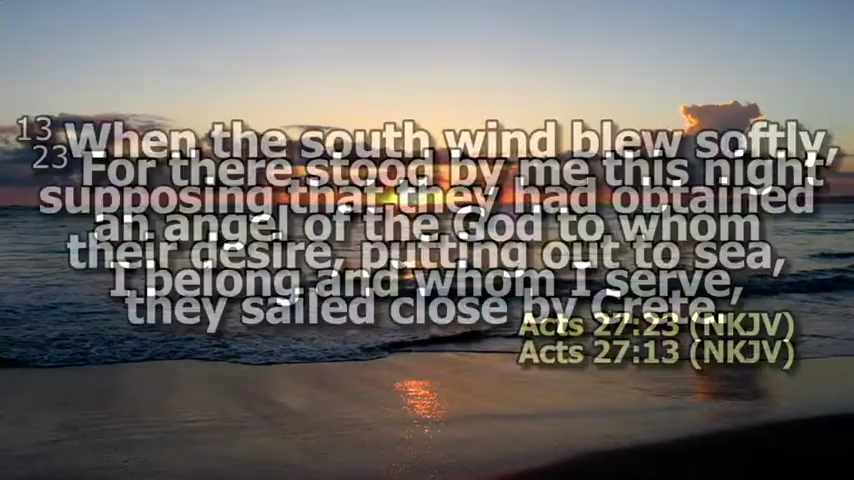 13 When the south wind blew softly,
23 For there stood by me this night
supposing that they had obtained
an angel of the God to whom
their desire, putting out to sea,
I belong and whom I serve,
they sailed close by Crete.
Acts 27:23 (NKJV)
Acts 27:13 (NKJV)